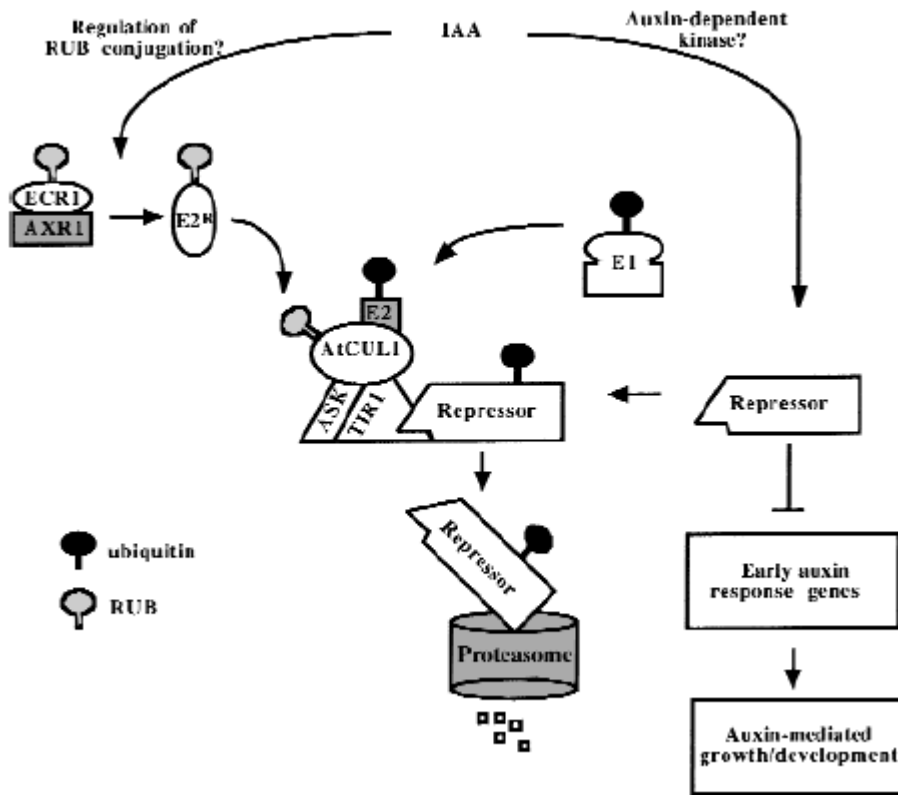 Regulation of
RUB conjugation?
IAA
Auxin-dependent
kinase?
ECR1
AXR1
E2R
E1
E2
AtCUL1
ASK
TIR1
Repressor
Repressor
Repressor
ubiquitin
RUB
Early auxin
response genes
Proteasome
Auxin-mediated
growth/development